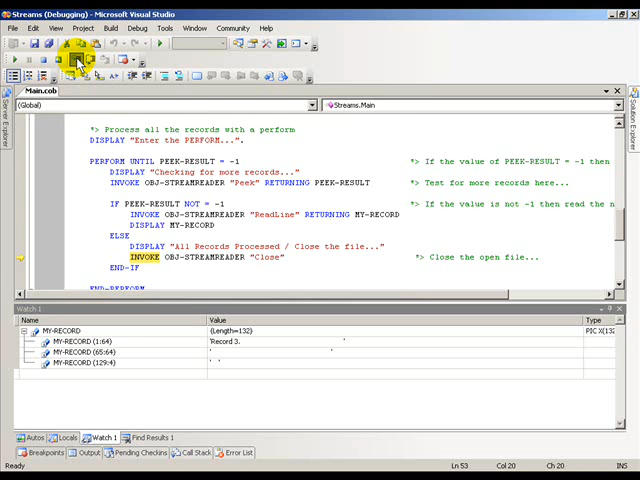 Streams (Debugging) - Microsoft Visual Studio
File Edit View Project Build Debug Tools Window Community Help
Main.cob
(Global) Streams.Main
Server Explorer
Solution Explorer
*> Process all the records with a perform
DISPLAY "Enter the PERFORM...".
PERFORM UNTIL PEEK-RESULT = -1 *> If the value of PEEK-RESULT = -1 then
DISPLAY "Checking for more records..."
INVOKE OBJ-STREAMREADER "Peek" RETURNING PEEK-RESULT *> Test for more records here...
IF PEEK-RESULT NOT = -1 *> If the value is not -1 then read the n
INVOKE OBJ-STREAMREADER "ReadLine" RETURNING MY-RECORD
DISPLAY MY-RECORD
ELSE
DISPLAY "All Records Processed / Close the file..."
INVOKE OBJ-STREAMREADER "Close" *> Close the open file...
END-IF
END-PERFORM
Watch 1
Name Value Type
MY-RECORD {Length=132} PIC X(132
MY-RECORD (1:64) 'Record 3. '
MY-RECORD (65:64) ' '
MY-RECORD (129:4) ' '
Autos Locals Watch 1 Find Results 1
Breakpoints Output Pending Checkins Call Stack Error List
Ready Ln 53 Col 20 Ch 20